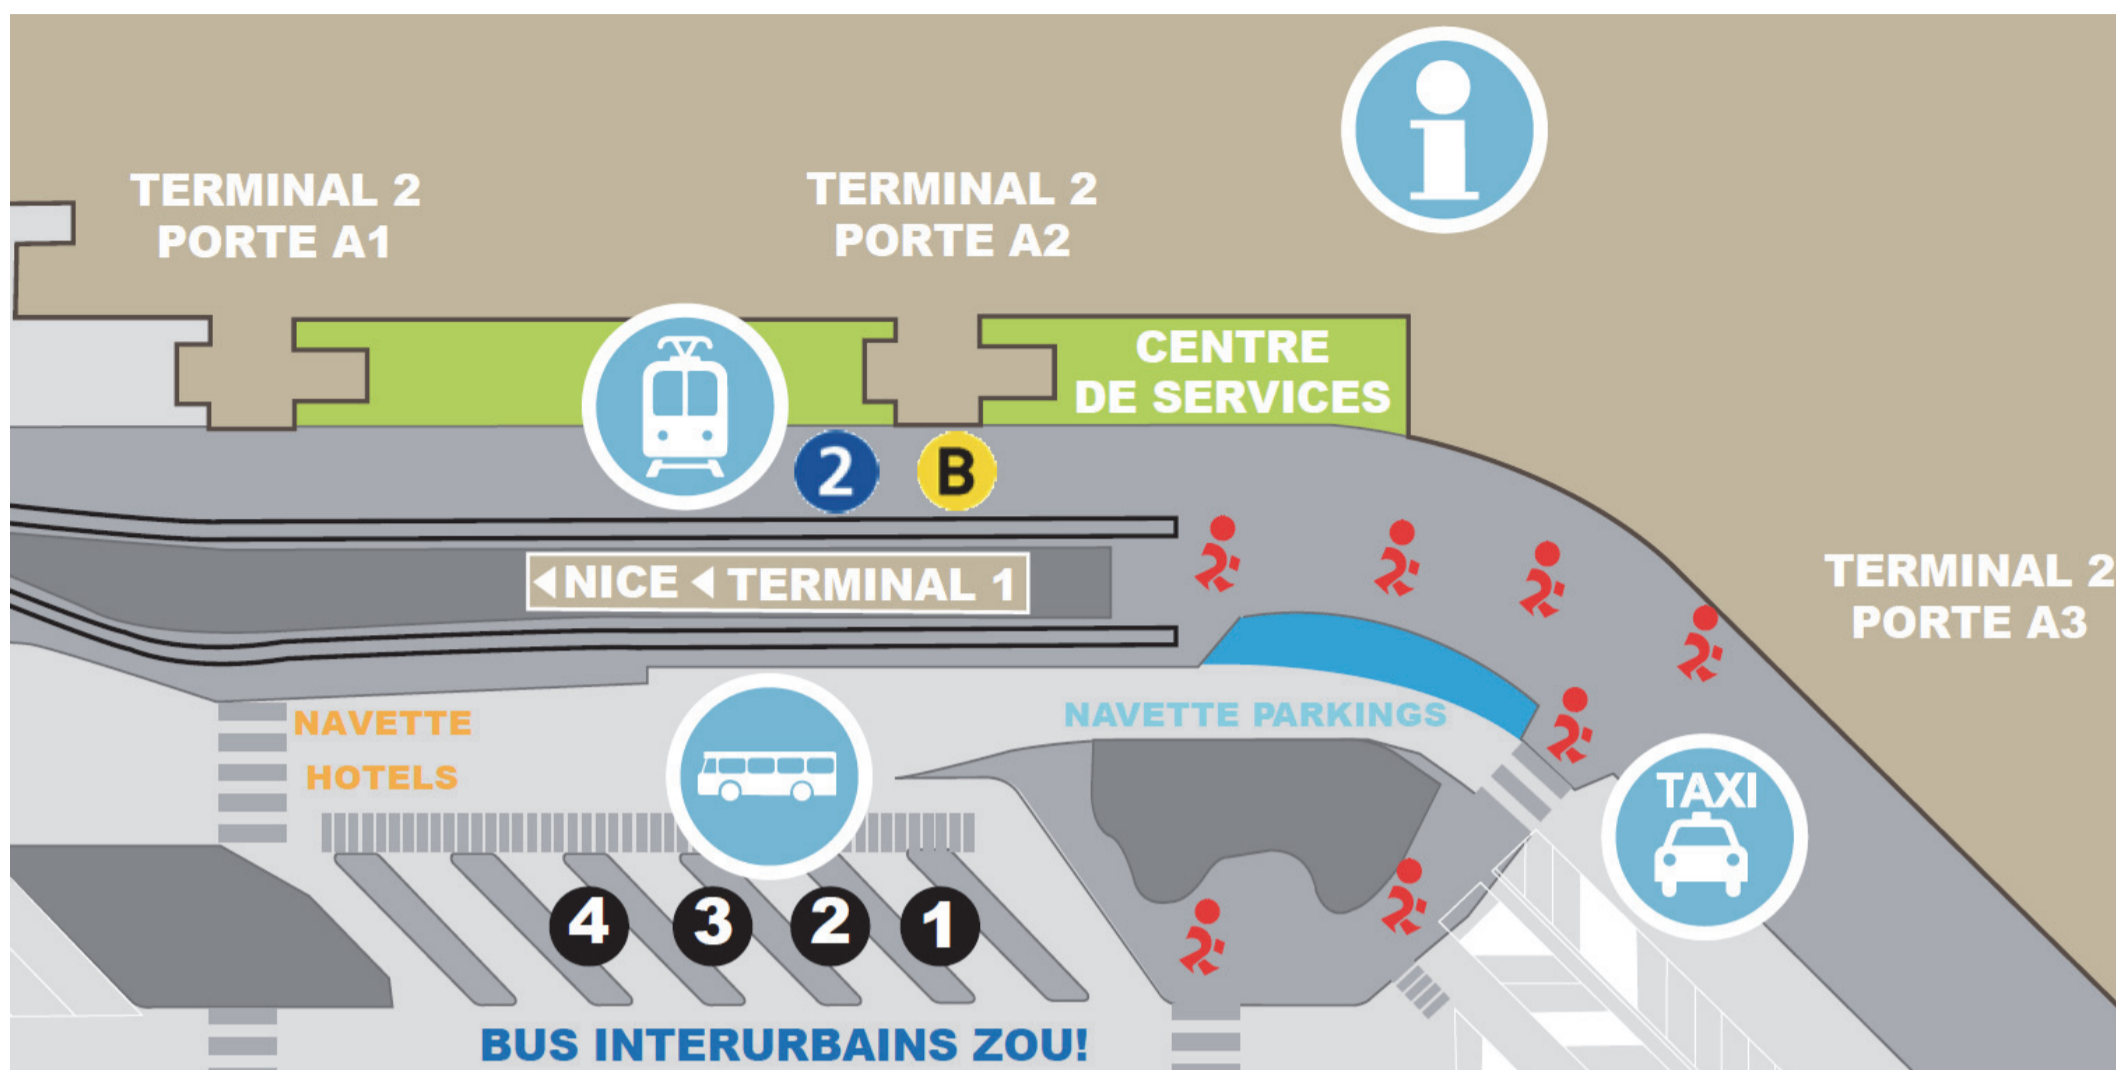 TERMINAL 2
PORTE A1
TERMINAL 2
PORTE A2
CENTRE
DE SERVICES
2
B
NICE TERMINAL 1
TERMINAL 2
PORTE A3
NAVETTE
HOTELS
NAVETTE PARKINGS
TAXI
4
3
2
1
BUS INTERURBAINS ZOU!